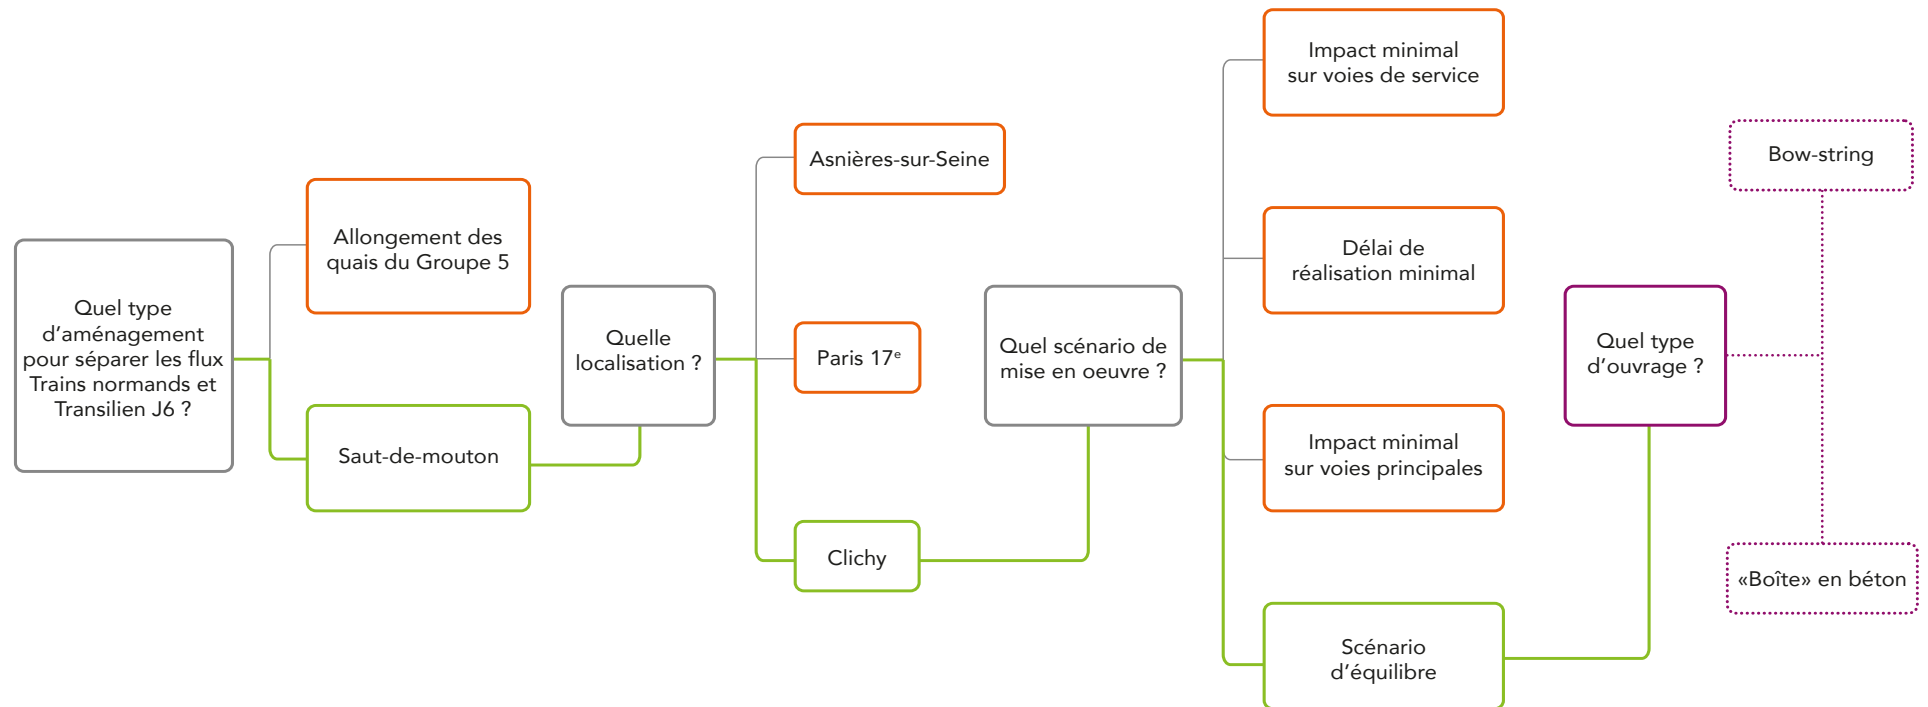 Quel type
d’aménagement
pour séparer les flux
Trains normands et
Transilien J6 ?
Allongement des
quais du Groupe 5
Saut-de-mouton
Quelle
localisation ?
Asnières-sur-Seine
Paris 17e
Clichy
Quel scénario de
mise en oeuvre ?
Impact minimal
sur voies de service
Délai de
réalisation minimal
Impact minimal
sur voies principales
Scénario
d’équilibre
Quel type
d’ouvrage ?
Bow-string
«Boîte» en béton